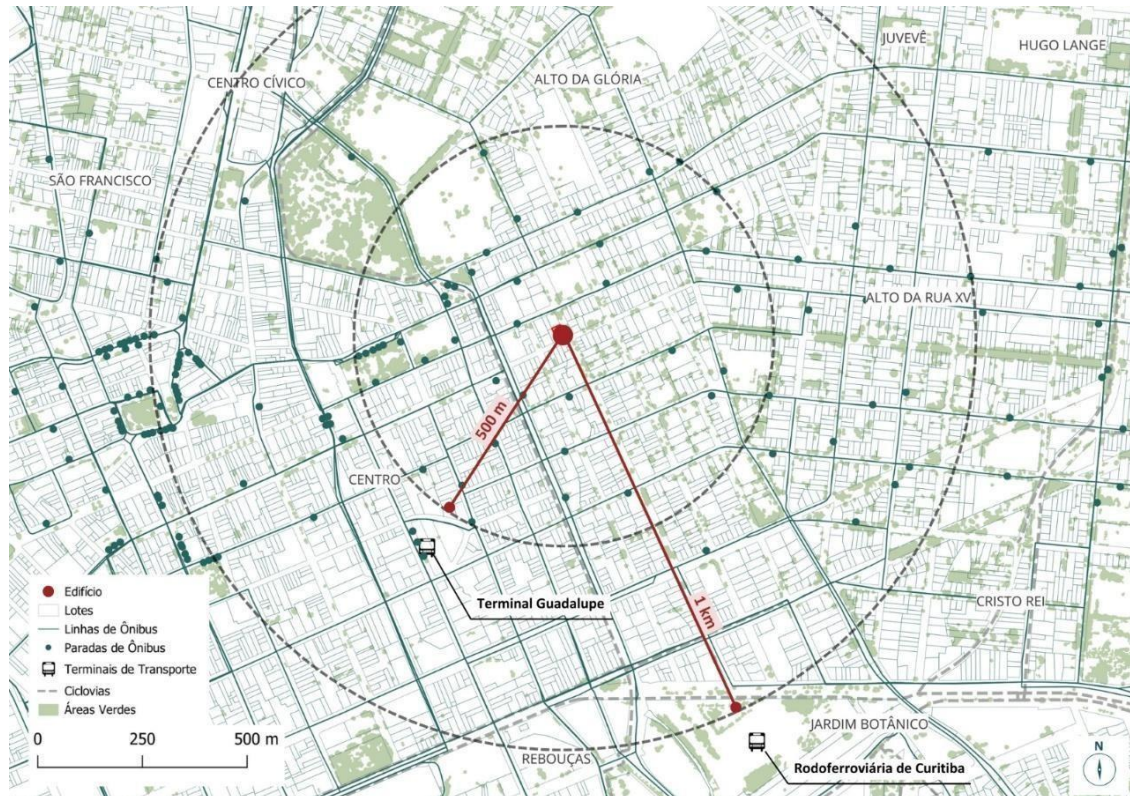 JUVEVÊ
HUGO LANGE
ALTO DA GLÓRIA
CENTRO CÍVICO
SÃO FRANCISCO
ALTO DA RUA XV
500 m
CENTRO
Terminal Guadalupe
1 km
CRISTO REI
JARDIM BOTÂNICO
REBOUÇAS
Rodoferroviária de Curitiba
Edifício
Lotes
Linhas de Ônibus
Paradas de Ônibus
Terminais de Transporte
Ciclovias
Áreas Verdes
0 250 500 m
N